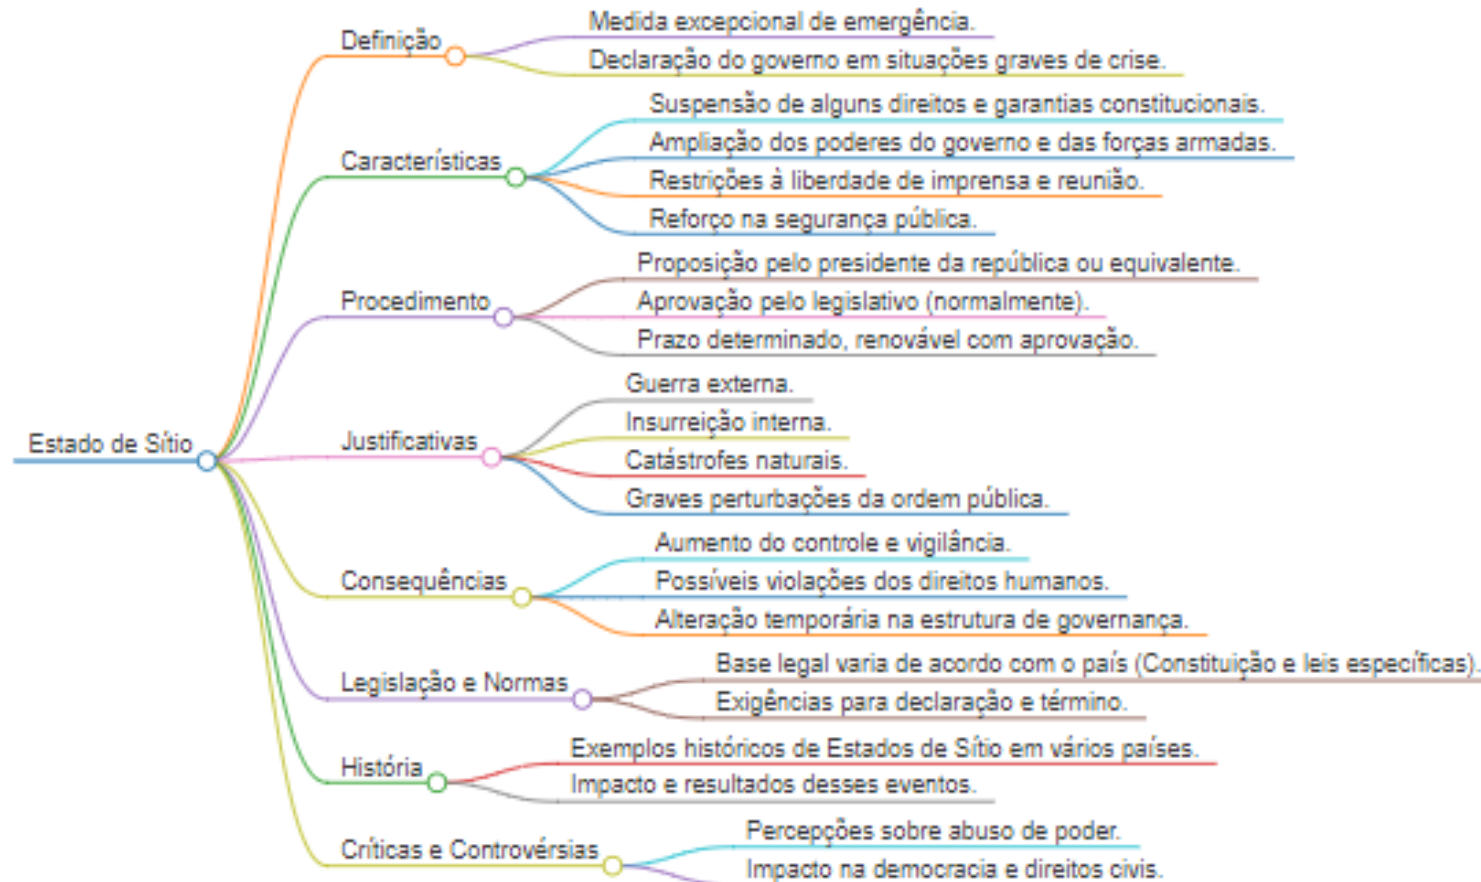 Estado de Sítio
Definição
Medida excepcional de emergência.
Declaração do governo em situações graves de crise.
Características
Suspensão de alguns direitos e garantias constitucionais.
Ampliação dos poderes do governo e das forças armadas.
Restrições à liberdade de imprensa e reunião.
Reforço na segurança pública.
Procedimento
Proposição pelo presidente da república ou equivalente.
Aprovação pelo legislativo (normalmente).
Prazo determinado, renovável com aprovação.
Justificativas
Guerra externa.
Insurreição interna.
Catástrofes naturais.
Graves perturbações da ordem pública.
Consequências
Aumento do controle e vigilância.
Possíveis violações dos direitos humanos.
Alteração temporária na estrutura de governança.
Legislação e Normas
Base legal varia de acordo com o país (Constituição e leis específicas).
Exigências para declaração e término.
História
Exemplos históricos de Estados de Sítio em vários países.
Impacto e resultados desses eventos.
Críticas e Controvérsias
Percepções sobre abuso de poder.
Impacto na democracia e direitos civis.